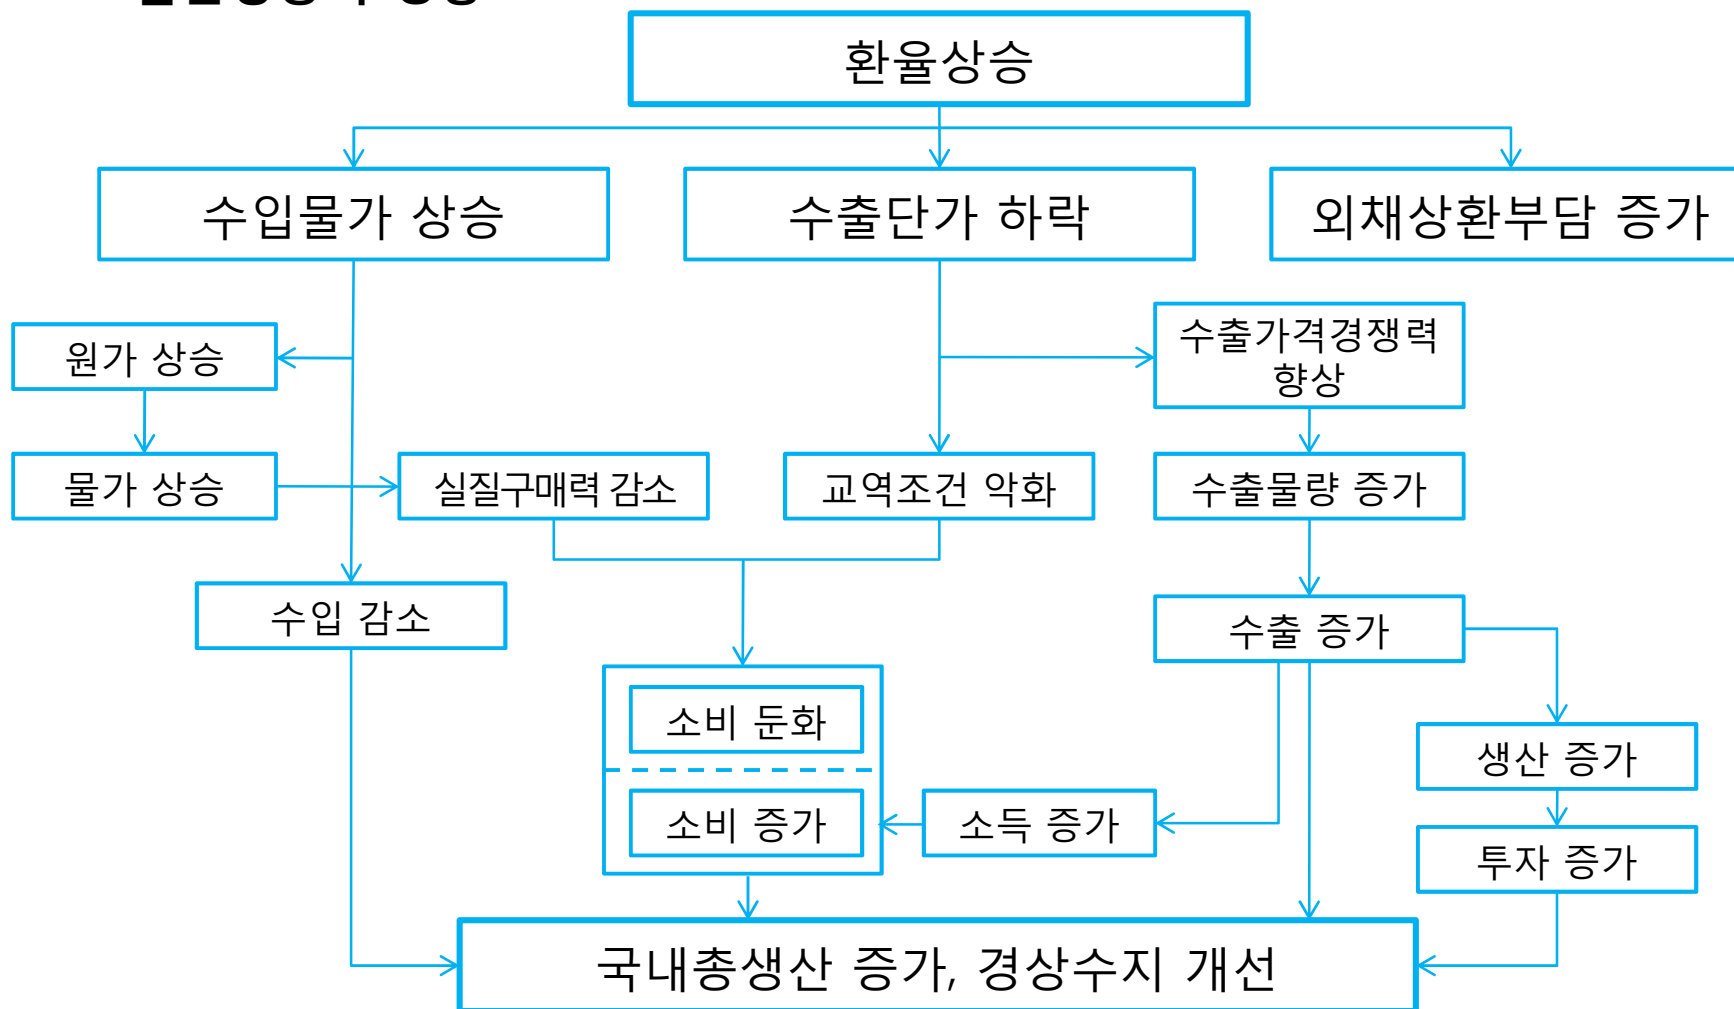 환율상승
수입물가 상승
수출단가 하락
외채상환부담 증가
원가 상승
수출가격경쟁력
향상
물가 상승
실질구매력 감소
교역조건 악화
수출물량 증가
수입 감소
수출 증가
소비 둔화
생산 증가
소비 증가
소득 증가
투자 증가
국내총생산 증가, 경상수지 개선